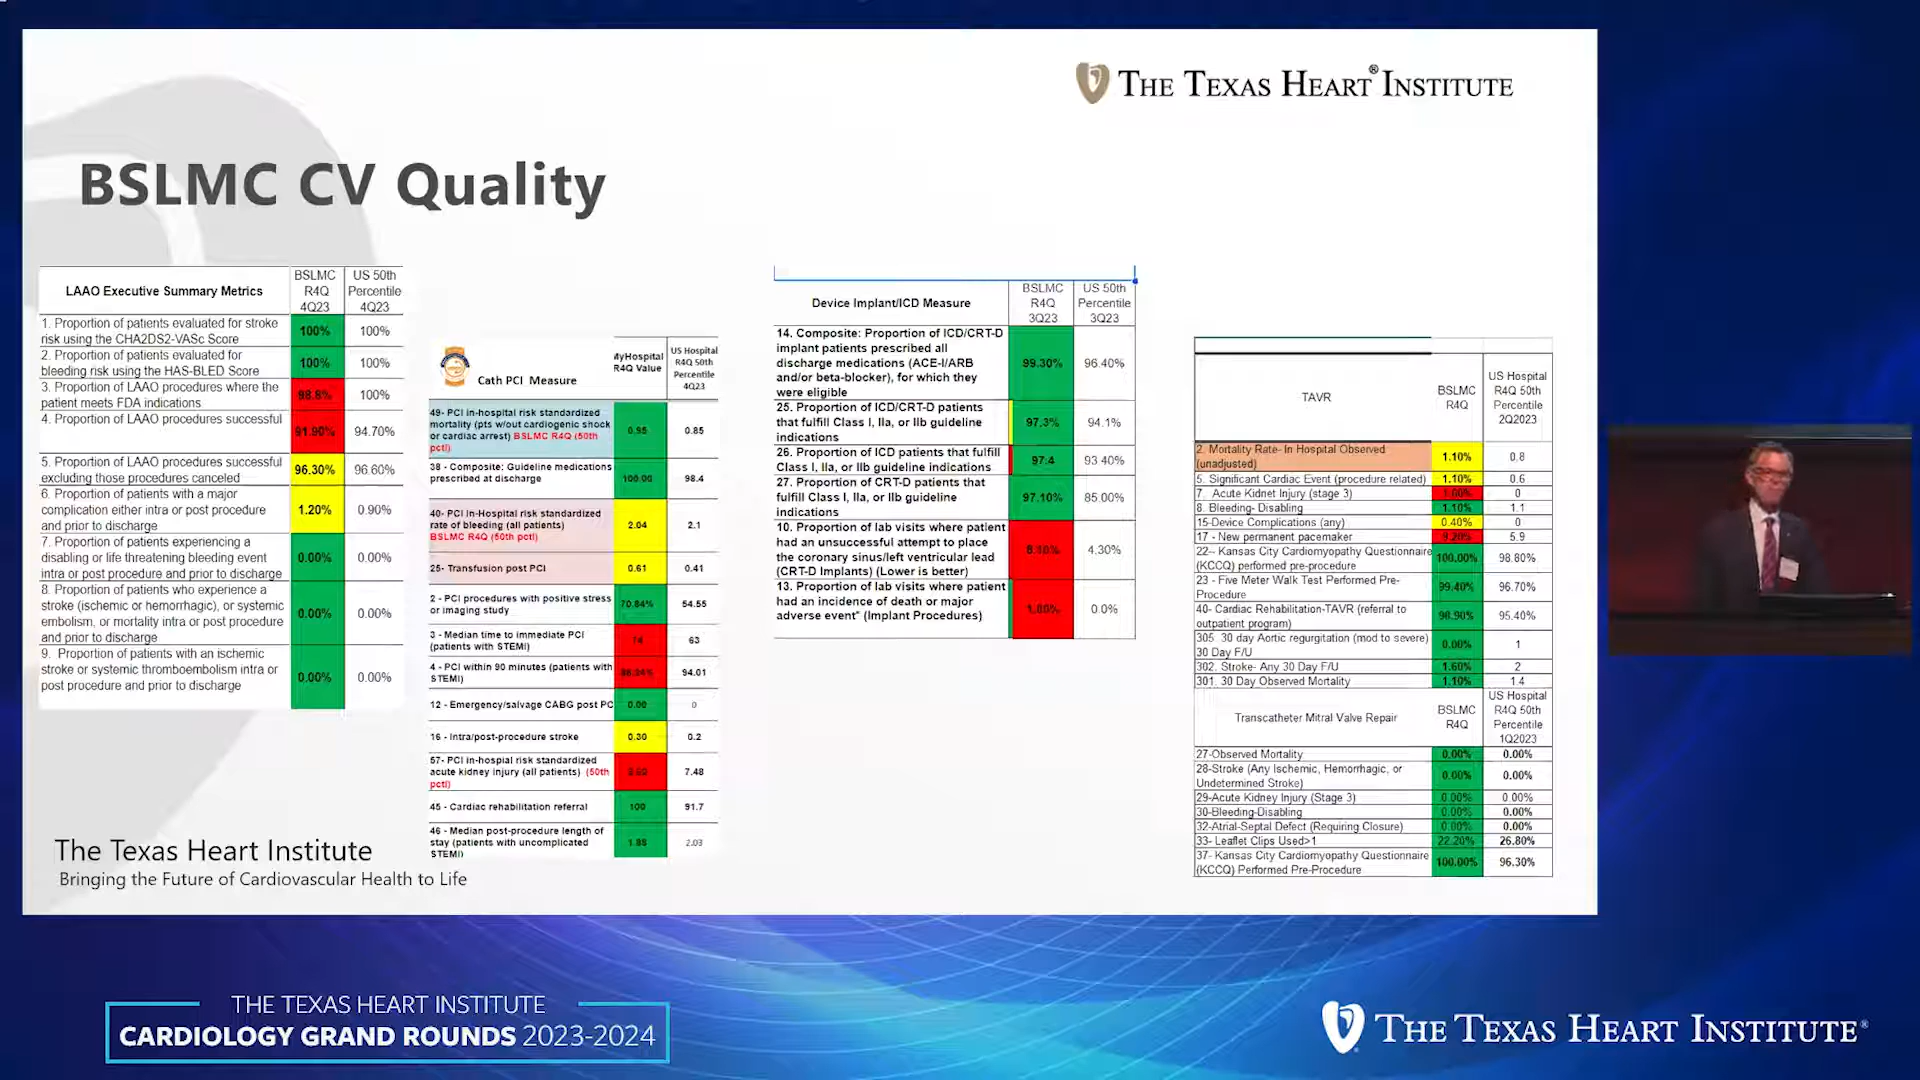 THE TEXAS HEART® INSTITUTE
BSLMC CV Quality
LAAO Executive Summary Metrics
BSLMC
R4Q
4Q23
US 50th
Percentile
4Q23
1. Proportion of patients evaluated for stroke
risk using the CHA2DS2-VASc Score
100%
100%
2. Proportion of patients evaluated for
bleeding risk using the HAS-BLED Score
100%
100%
3. Proportion of LAAO procedures where the
patient meets FDA indications
98.8%
100%
4. Proportion of LAAO procedures successful
91.90%
94.70%
5. Proportion of LAAO procedures successful
excluding those procedures canceled
96.30%
96.60%
6. Proportion of patients with a major
complication either intra or post procedure
and prior to discharge
1.20%
0.90%
7. Proportion of patients experiencing a
disabling or life threatening bleeding event
intra or post procedure and prior to discharge
0.00%
0.00%
8. Proportion of patients who experience a
stroke (ischemic or hemorrhagic), or systemic
embolism, or mortality intra or post procedure
and prior to discharge
0.00%
0.00%
9. Proportion of patients with an ischemic
stroke or systemic thromboembolism intra or
post procedure and prior to discharge
0.00%
0.00%
Cath PCI Measure
MyHospital
R4Q Value
US Hospital
R4Q 50th
Percentile
4Q23
49- PCI in-hospital risk standardized
mortality (pts w/out cardiogenic shock
or cardiac arrest) BSLMC R4Q (50th
pctl)
0.95
0.85
38 - Composite: Guideline medications
prescribed at discharge
100.00
98.4
40- PCI in-Hospital risk standardized
rate of bleeding (all patients)
BSLMC R4Q (50th pctl)
2.04
2.1
25- Transfusion post PCI
0.61
0.41
2 - PCI procedures with positive stress
or imaging study
70.84%
54.55
3 - Median time to immediate PCI
(patients with STEMI)
74
63
4 - PCI within 90 minutes (patients with
STEMI)
94.01
12 - Emergency/salvage CABG post PC
0.00
0
16 - Intra/post-procedure stroke
0.30
0.2
57- PCI in-hospial risk standardized
acute kidney injury (all patients) (50th
pctl)
7.48
45 - Cardiac rehabilitation referral
100
91.7
46 - Median post-procedure length of
stay (patients with uncomplicated
STEMI)
1.88
2.03
Device Implant/ICD Measure
BSLMC
R4Q
3Q23
US 50th
Percentile
3Q23
14. Composite: Proportion of ICD/CRT-D
implant patients prescribed all
discharge medications (ACE-I/ARB
and/or beta-blocker), for which they
were eligible
99.30%
96.40%
25. Proportion of ICD/CRT-D patients
that fulfill Class I, IIa, or IIb guideline
indications
97.3%
94.1%
26. Proportion of ICD patients that fulfill
Class I, IIa, or IIb guideline indications
97.4
93.40%
27. Proportion of CRT-D patients that
fulfill Class I, IIa, or IIb guideline
indications
97.10%
85.00%
10. Proportion of lab visits where patient
had an unsuccessful attempt to place
the coronary sinus/left ventricular lead
(CRT-D Implants) (Lower is better)
4.30%
13. Proportion of lab visits where patient
had an incidence of death or major
adverse event" (Implant Procedures)
0.0%
TAVR
BSLMC
R4Q
US Hospital
R4Q 50th
Percentile
2Q2023
2. Mortality Rate- In Hospital Observed
(unadjusted)
1.10%
0.8
5. Significant Cardiac Event (procedure related)
1.10%
0.6
7. Acute Kidnet Injury (stage 3)
0
8. Bleeding- Disabling
1.10%
1.1
15-Device Complications (any)
0.40%
0
17 - New permanent pacemaker
9.20%
5.9
22-- Kansas City Cardiomyopathy Questionnaire
(KCCQ) performed pre-procedure
100.00%
98.80%
23 - Five Meter Walk Test Performed Pre-
Procedure
99.40%
96.70%
40- Cardiac Rehabilitation-TAVR (referral to
outpatient program)
95.40%
305 30 day Aortic regurgitation (mod to severe)
30 Day F/U
0.00%
1
302. Stroke- Any 30 Day F/U
1.60%
2
301. 30 Day Observed Mortality
1.10%
1.4
Transcatheter Mitral Valve Repair
BSLMC
R4Q
US Hospital
R4Q 50th
Percentile
1Q2023
27-Observed Mortality
0.00%
0.00%
28-Stroke (Any Ischemic, Hemorrhagic, or
Undetermined Stroke)
0.00%
0.00%
29-Acute Kidney Injury (Stage 3)
0.00%
0.00%
30-Bleeding-Disabling
0.00%
0.00%
32-Atrial-Septal Defect (Requiring Closure)
0.00%
0.00%
33- Leaflet Clips Used>1
22.20%
26.80%
37- Kansas City Cardiomyopathy Questionnaire
(KCCQ) Performed Pre-Procedure
100.00%
96.30%
The Texas Heart Institute
Bringing the Future of Cardiovascular Health to Life
THE TEXAS HEART INSTITUTE
CARDIOLOGY GRAND ROUNDS 2023-2024
THE TEXAS HEART INSTITUTE®